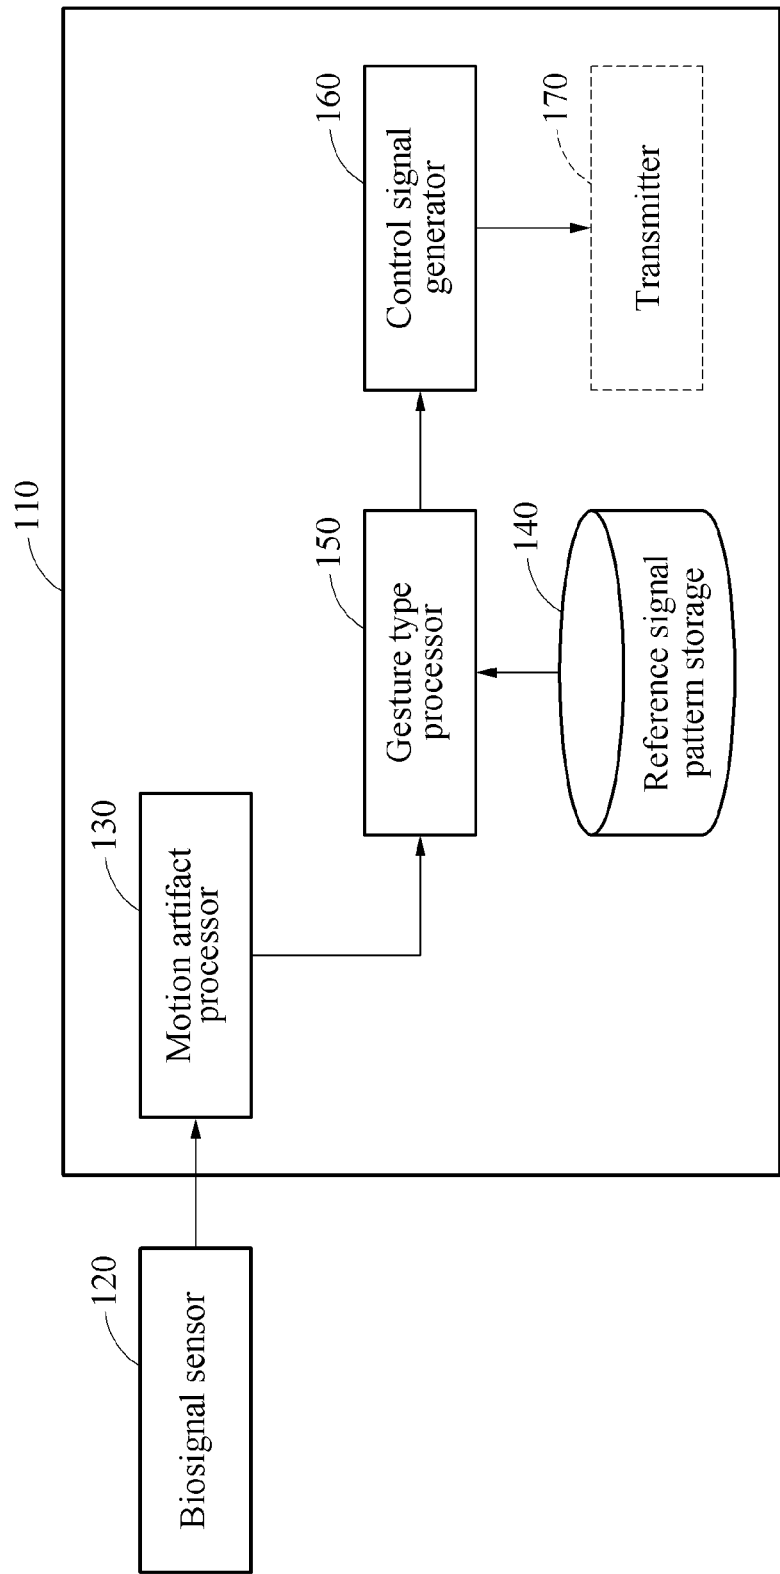 110
120
Biosignal sensor
130
Motion artifact
processor
150
Gesture type
processor
160
Control signal
generator
140
Reference signal
pattern storage
170
Transmitter